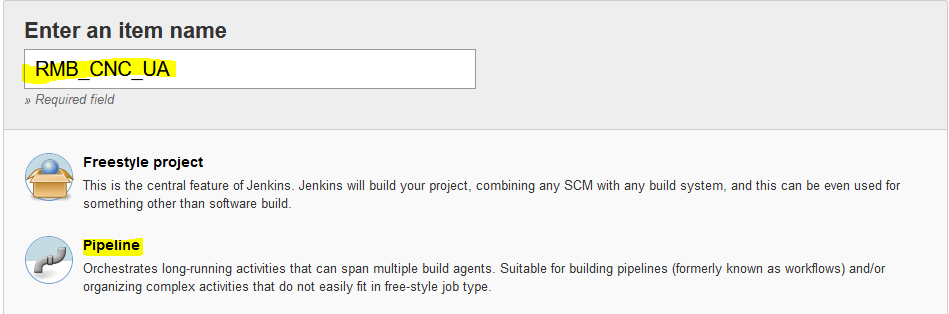 Enter an item name
RMB_CNC_UA
» Required field
Freestyle project
This is the central feature of Jenkins. Jenkins will build your project, combining any SCM with any build system, and this can be even used for
something other than software build.
Pipeline
Orchestrates long-running activities that can span multiple build agents. Suitable for building pipelines (formerly known as workflows) and/or
organizing complex activities that do not easily fit in free-style job type.